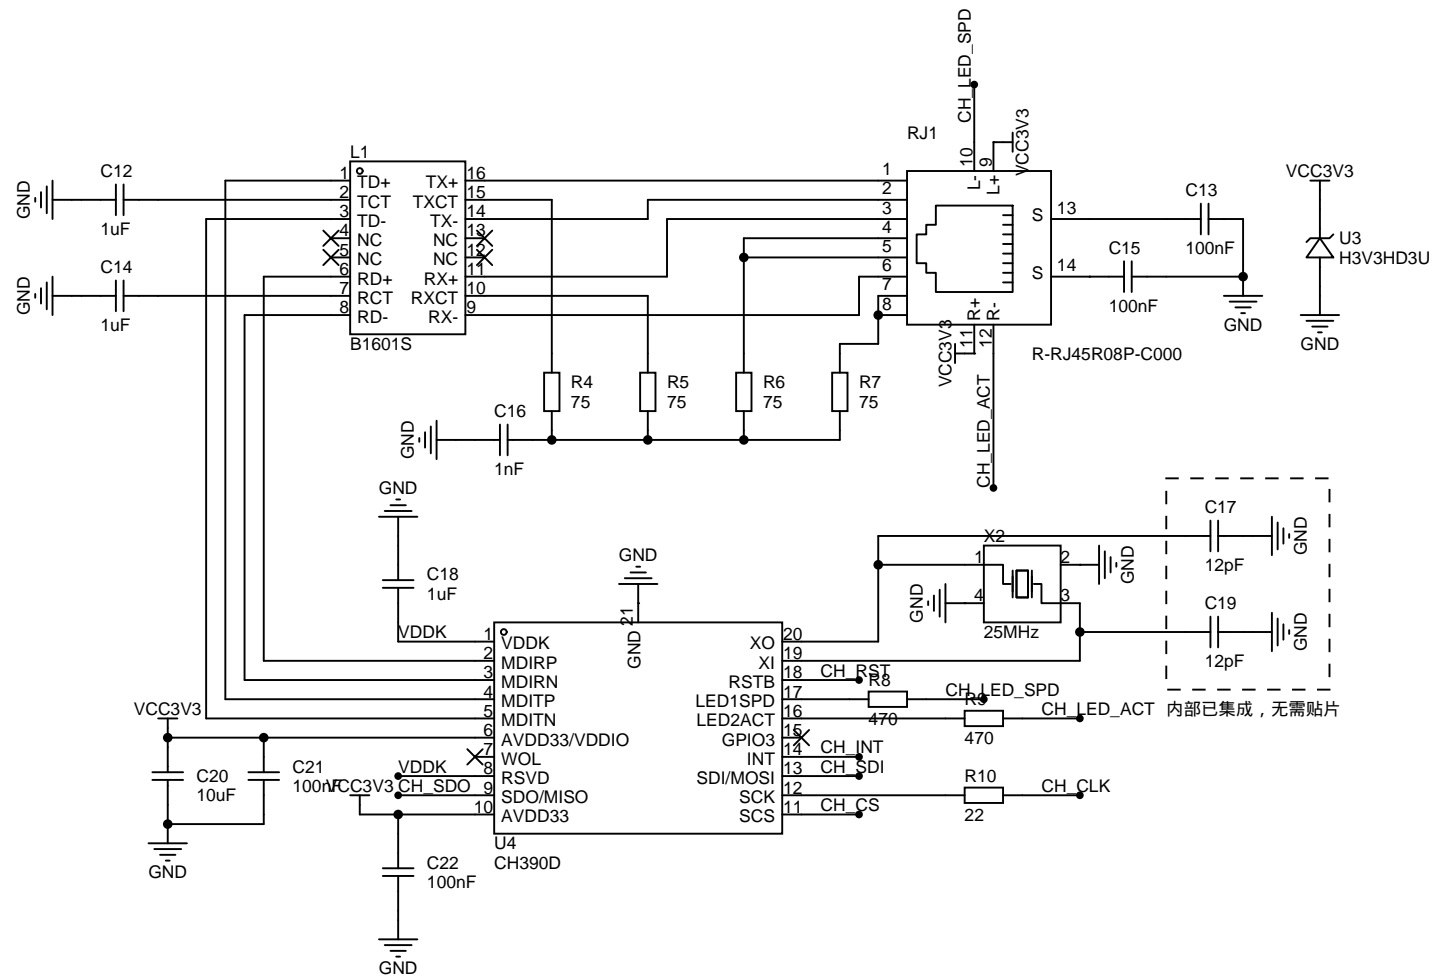 CH_LED_SPD
RJ1
10
9
VCC3V3
L-
L+
L1
C12
GND
1uF
1
2
3
4
5
6
7
8
TD+
TCT
TD-
NC
NC
RD+
RCT
RD-
TX+
TXCT
TX-
NC
NC
RX+
RXCT
RX-
16
15
14
13
12
11
10
9
B1601S
C14
GND
1uF
1
2
3
4
5
6
7
8
S
13
S
14
R+
R-
11
12
VCC3V3
CH_LED_ACT
R-RJ45R08P-C000
C13
100nF
C15
100nF
GND
VCC3V3
U3
H3V3HD3U
GND
R4
75
R5
75
R6
75
R7
75
C16
GND
1nF
GND
C18
1uF
VDDK
GND
21
GND
X2
1
2
4
3
GND
GND
25MHz
C17
12pF
GND
C19
12pF
GND
内部已集成，无需贴片
1
2
3
4
5
6
7
8
9
10
VDDK
MDIRP
MDIRN
MDITP
MDITN
AVDD33/VDDIO
WOL
RSVD
SDO/MISO
AVDD33
XO
XI
RSTB
LED1SPD
LED2ACT
GPIO3
INT
SDI/MOSI
SCK
SCS
20
19
18
17
16
15
14
13
12
11
CH_RST
R8
470
CH_LED_SPD
R9
470
CH_LED_ACT
CH_INT
CH_SDI
R10
22
CH_CLK
CH_CS
VCC3V3
C20
10uF
C21
100nF
GND
VDDK
VCC3V3
CH_SDO
C22
100nF
GND
U4
CH390D